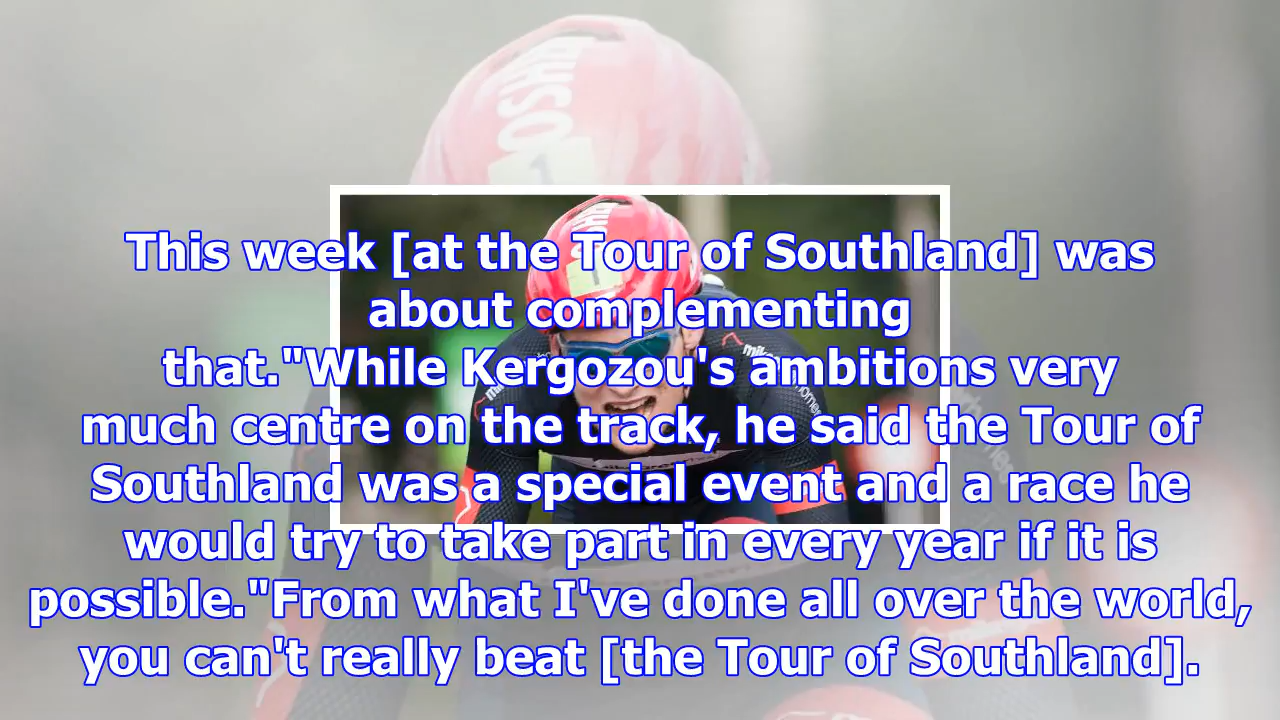 OSHA
1
This week [at the Tour of Southland] was
about complementing
that."While Kergozou's ambitions very
much centre on the track, he said the Tour of
Southland was a special event and a race he
would try to take part in every year if it is
possible."From what I've done all over the world,
you can't really beat [the Tour of Southland].